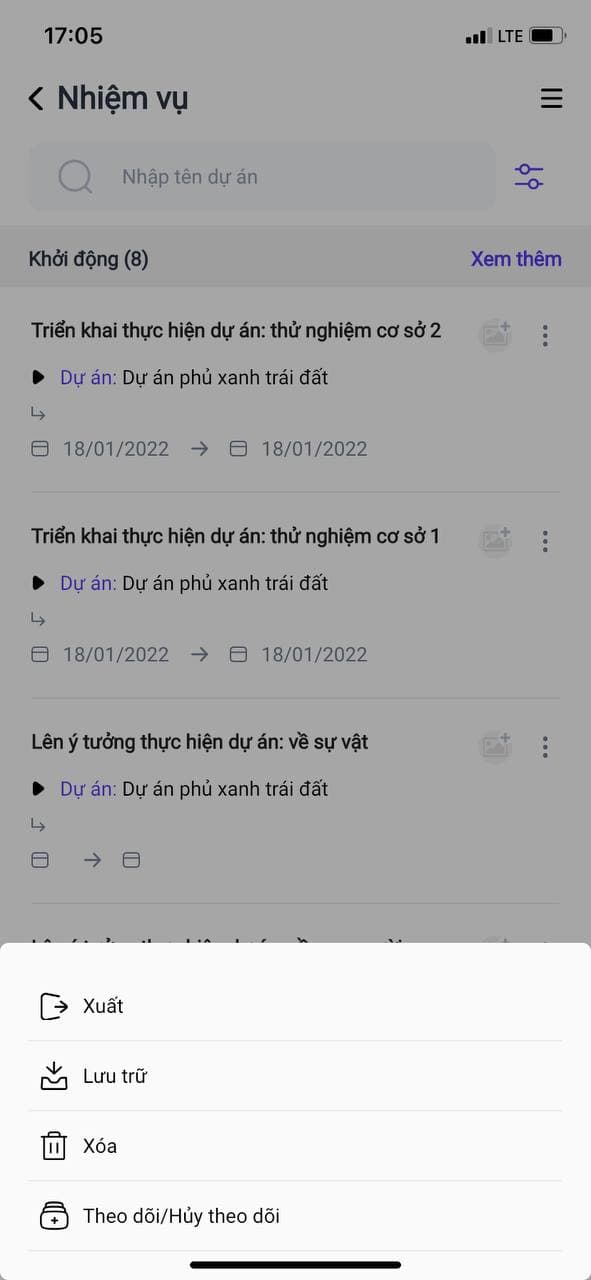 17:05
LTE
Nhiệm vụ
Nhập tên dự án
Khởi động (8)
Xem thêm
Triển khai thực hiện dự án: thử nghiệm cơ sở 2
Dự án: Dự án phủ xanh trái đất
18/01/2022 → 18/01/2022
Triển khai thực hiện dự án: thử nghiệm cơ sở 1
Dự án: Dự án phủ xanh trái đất
18/01/2022 → 18/01/2022
Lên ý tưởng thực hiện dự án: về sự vật
Dự án: Dự án phủ xanh trái đất
Xuất
Lưu trữ
Xóa
Theo dõi/Hủy theo dõi